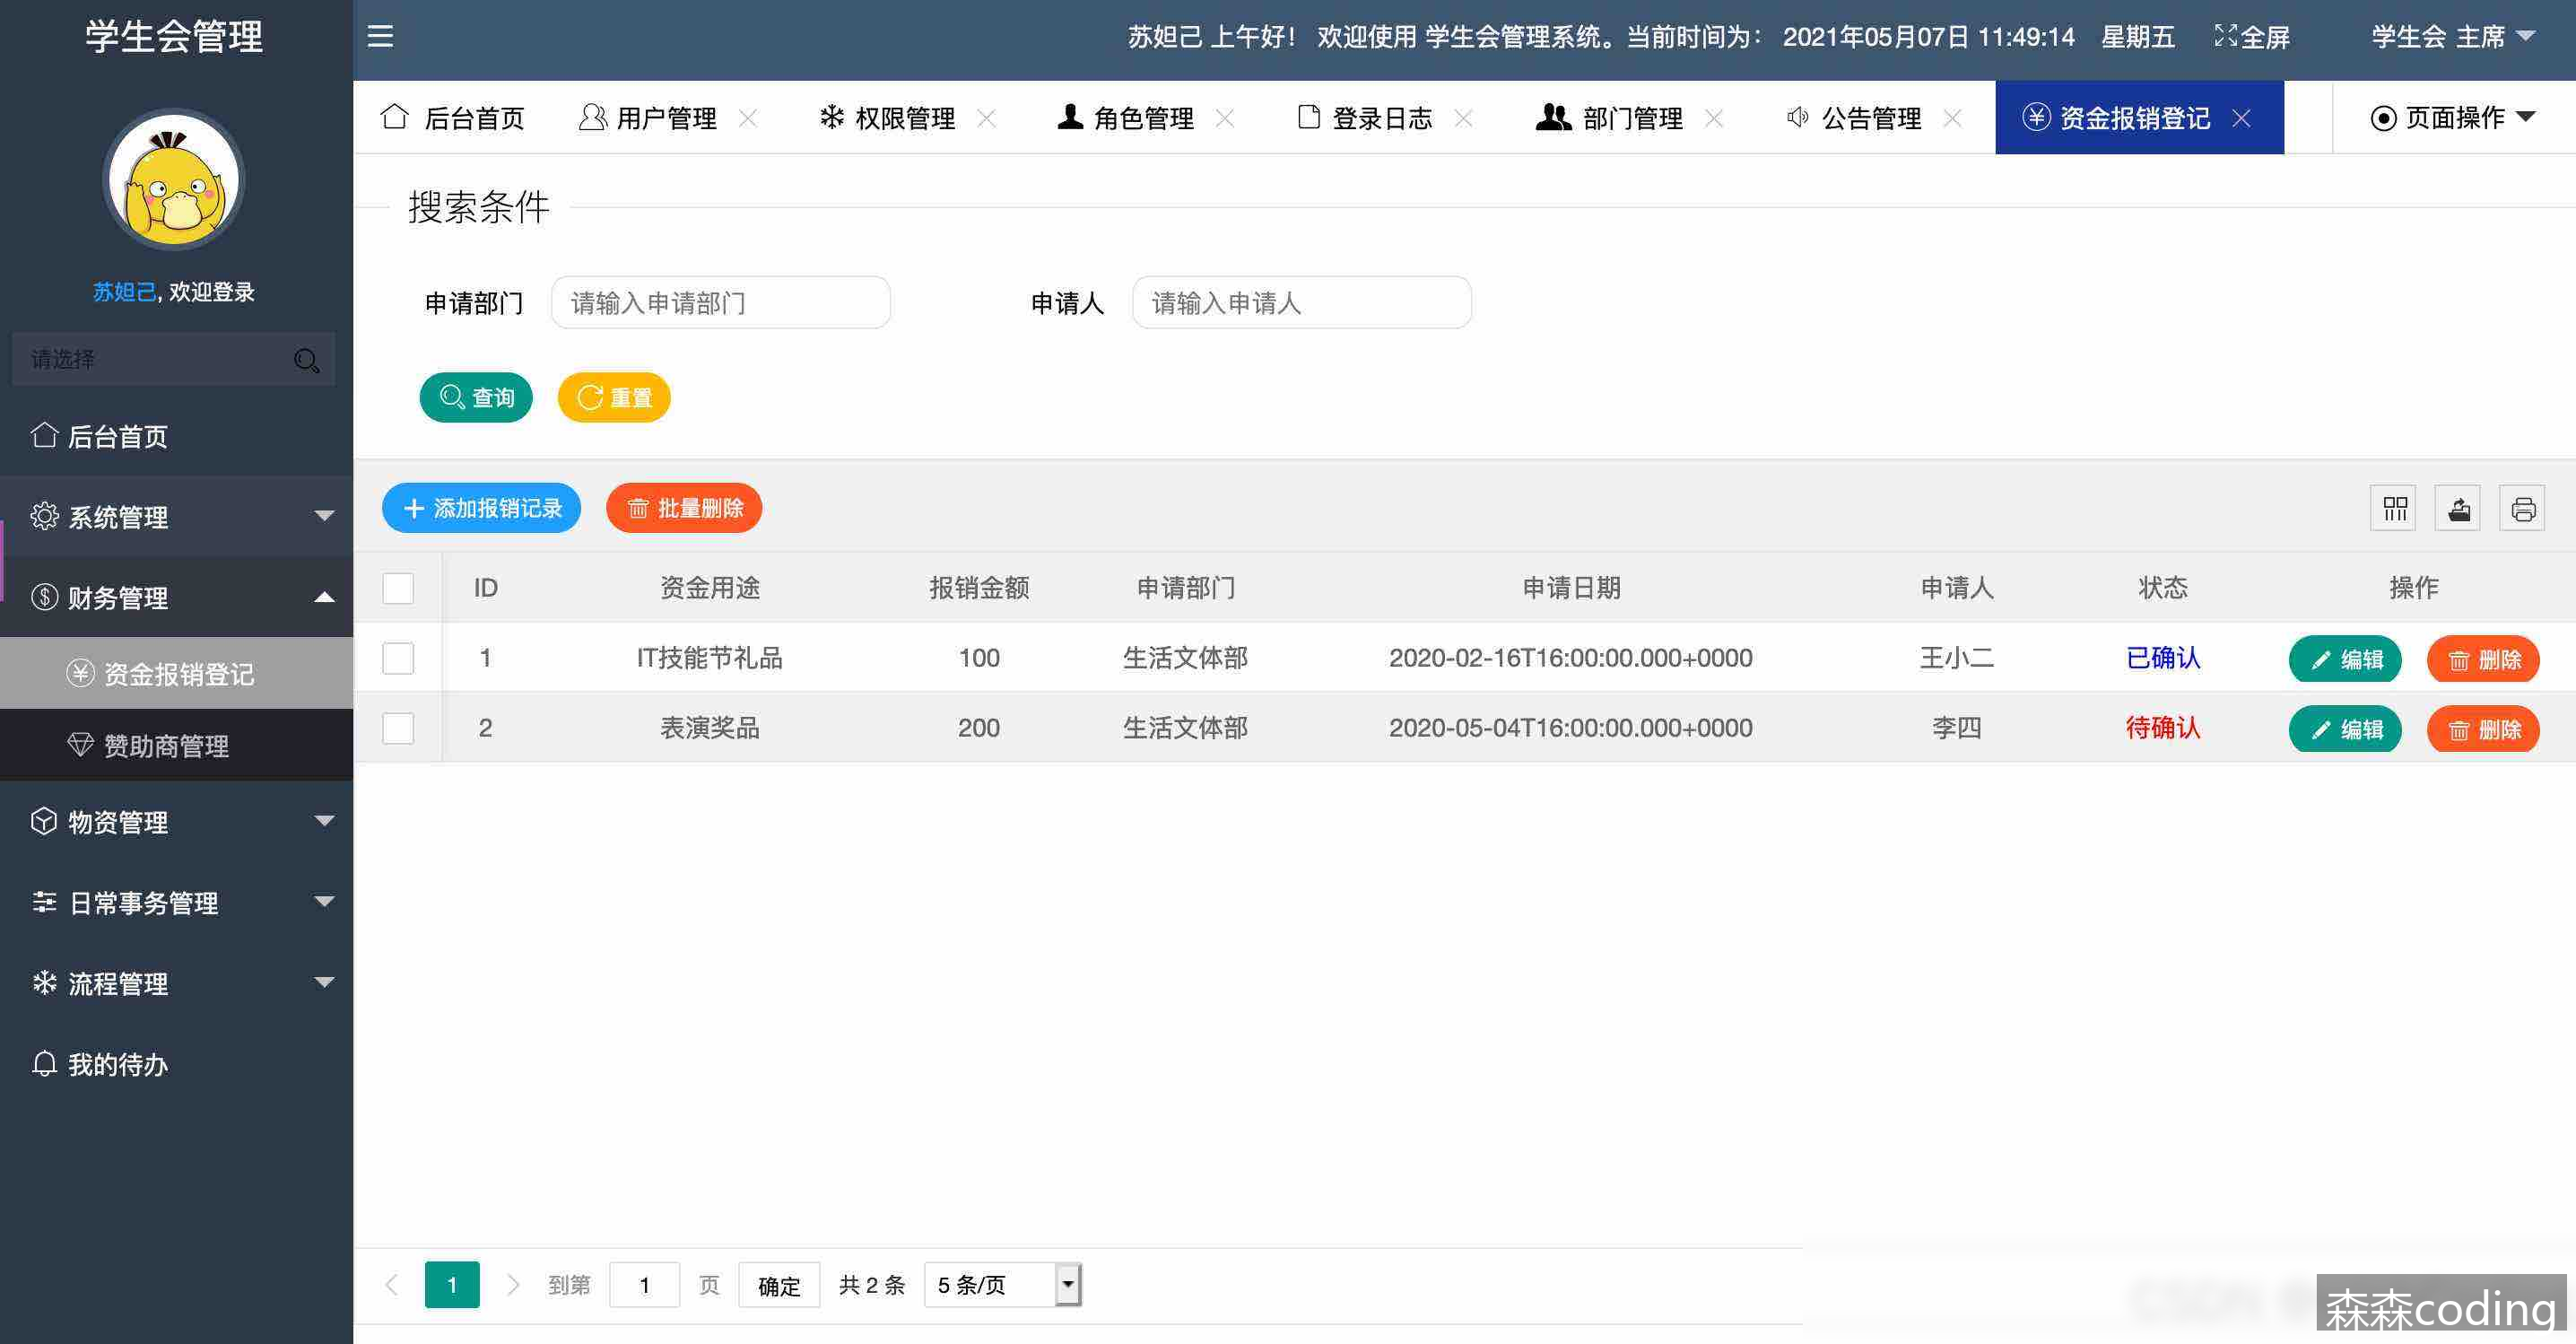 学生会管理
苏妲己 上午好！ 欢迎使用 学生会管理系统。当前时间为： 2021年05月07日 11:49:14 星期五 全屏 学生会 主席
后台首页 用户管理 权限管理 角色管理 登录日志 部门管理 公告管理 资金报销登记 页面操作
苏妲己, 欢迎登录
请选择
后台首页
系统管理
财务管理
资金报销登记
赞助商管理
物资管理
日常事务管理
流程管理
我的待办
搜索条件
申请部门 请输入申请部门 申请人 请输入申请人
查询 重置
添加报销记录 批量删除
ID 资金用途 报销金额 申请部门 申请日期 申请人 状态 操作
1 IT技能节礼品 100 生活文体部 2020-02-16T16:00:00.000+0000 王小二 已确认 编辑 删除
2 表演奖品 200 生活文体部 2020-05-04T16:00:00.000+0000 李四 待确认 编辑 删除
1 到第 1 页 确定 共 2 条 5 条/页
森森coding